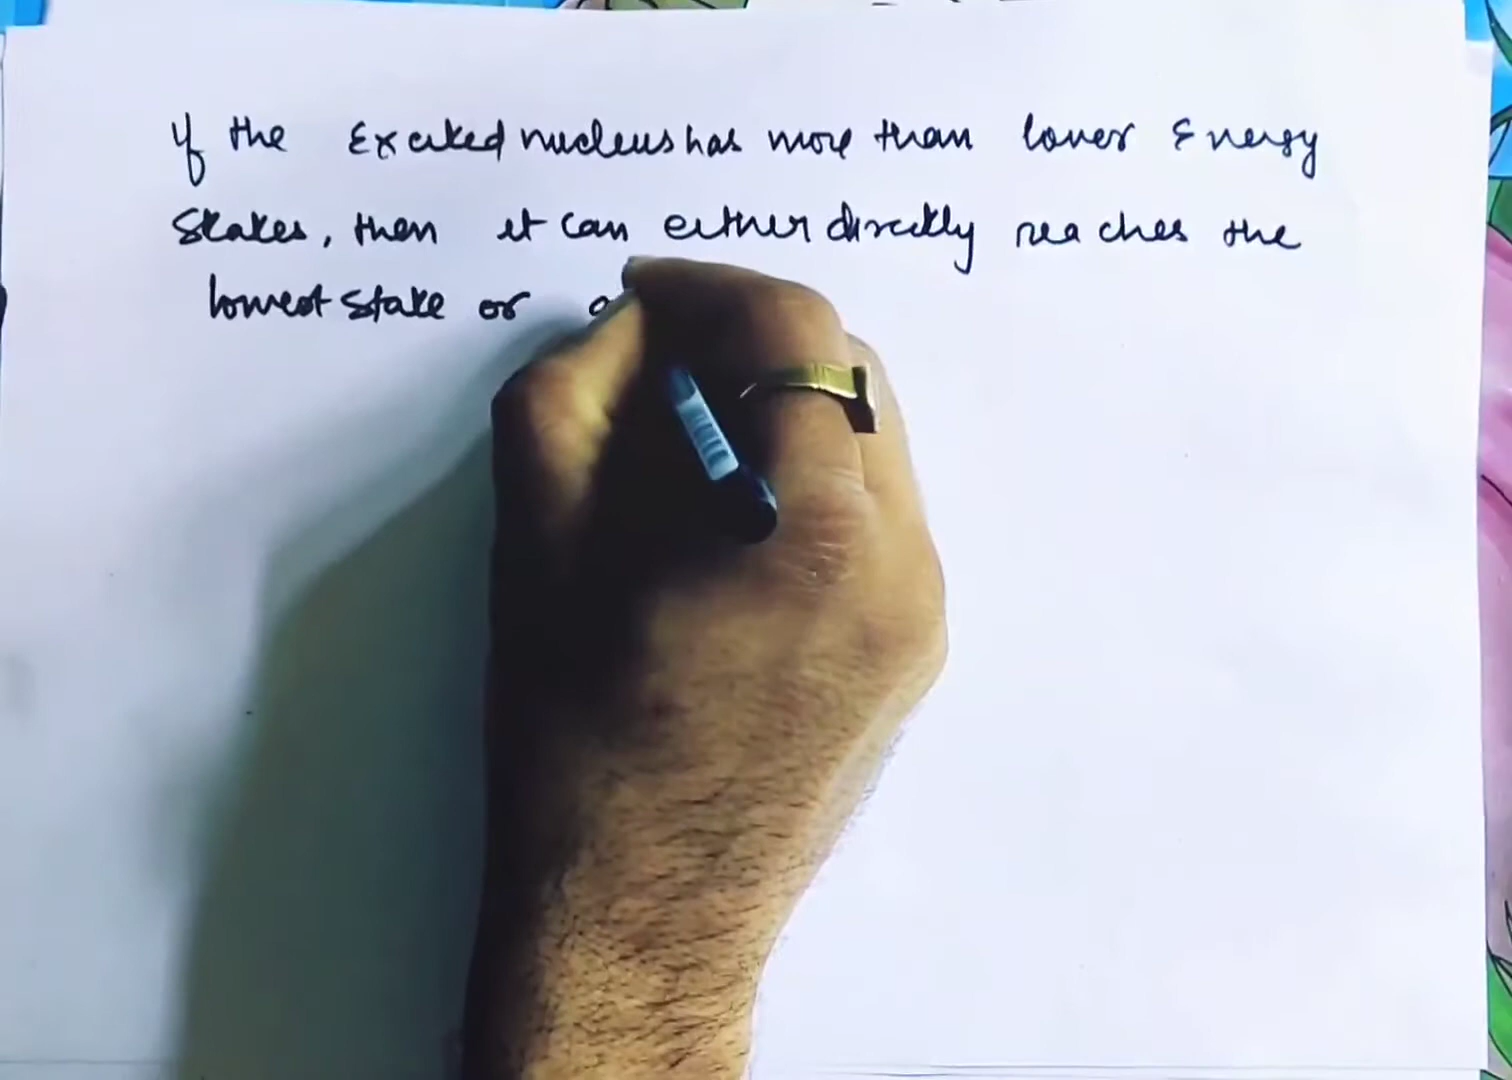 if the Excited nucleus has more than lower Energy
States, then it can either directly reaches the
lowest state or